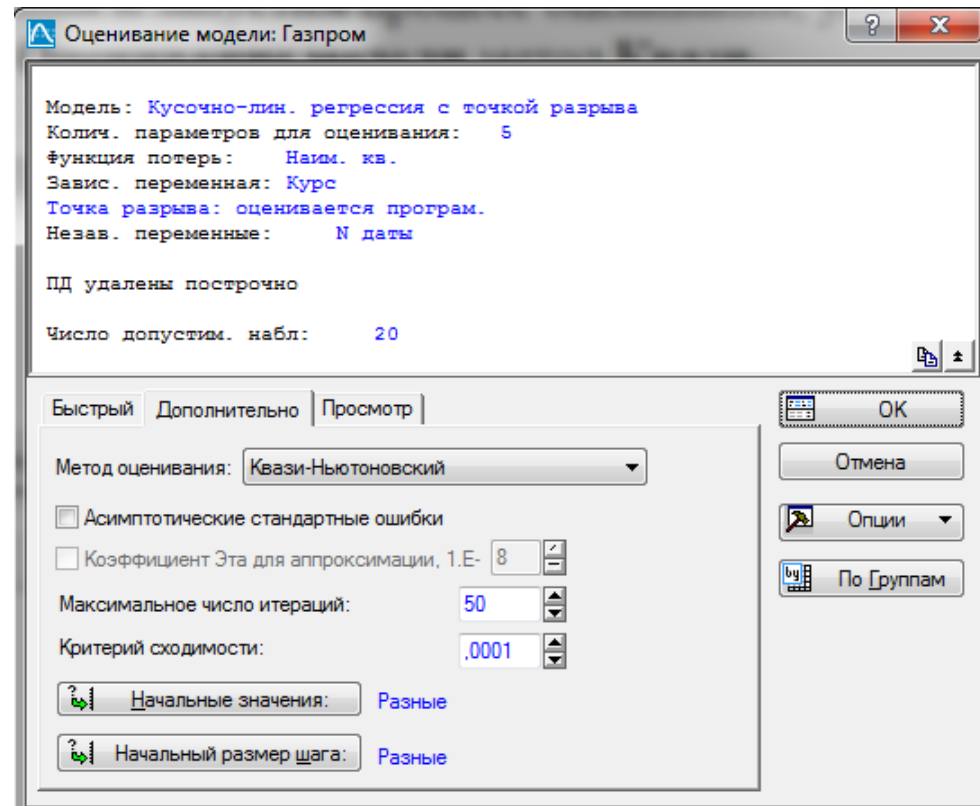 Оценивание модели: Газпром
Модель: Кусочно-лин. регрессия с точкой разрыва
Колич. параметров для оценивания: 5
Функция потерь: Наим. кв.
Завис. переменная: Курс
Точка разрыва: оценивается програм.
Незав. переменные: N даты
ПД удалены построчно
Число допустим. набл: 20
Быстрый Дополнительно Просмотр
OK
Метод оценивания: Квази-Ньютоновский
Отмена
Асимптотические стандартные ошибки
Опции
Коэффициент Эта для аппроксимации, 1.E- 8
По Группам
Максимальное число итераций: 50
Критерий сходимости: ,0001
Начальные значения: Разные
Начальный размер шага: Разные